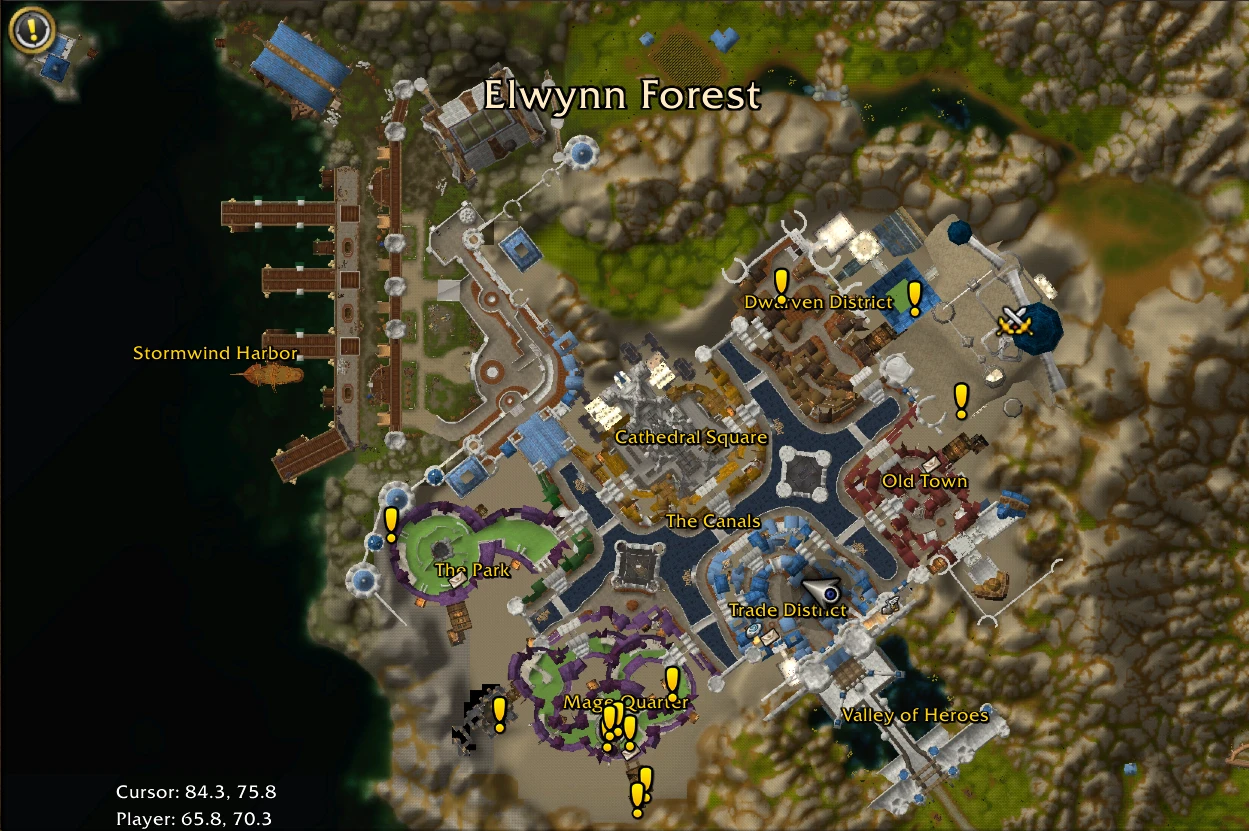 Elwynn Forest
Dwarven District
Stormwind Harbor
Cathedral Square
Old Town
The Canals
The Park
Trade District
Mage Quarter
Valley of Heroes
Cursor: 84.3, 75.8
Player: 65.8, 70.3